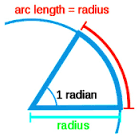 arc length = radius
1 radian
radius